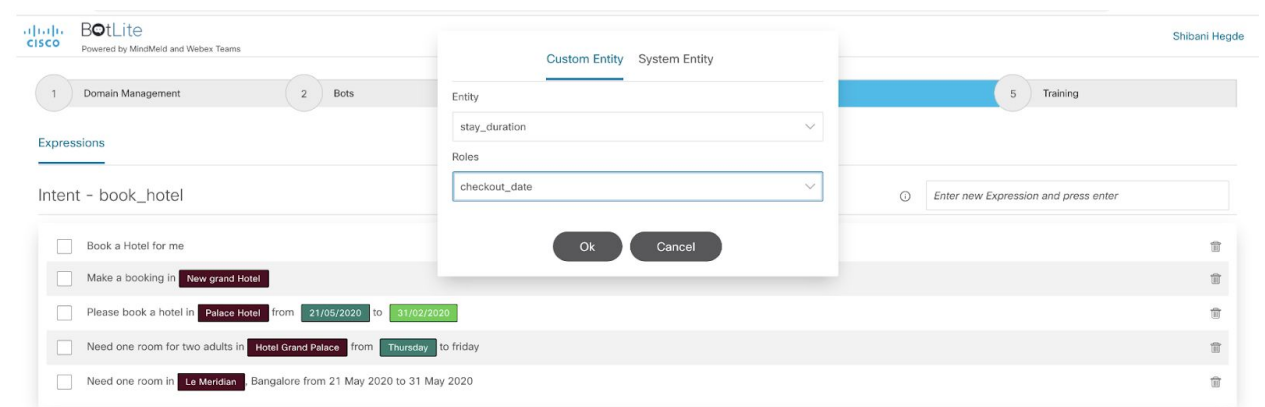 CISCO
BotLite
Powered by MindMeld and Webex Teams
Shibani Hegde
1 Domain Management
2 Bots
5 Training
Custom Entity System Entity
Entity
stay_duration
Roles
checkout_date
Ok Cancel
Expressions
Intent - book_hotel
Enter new Expression and press enter
Book a Hotel for me
Make a booking in New grand Hotel
Please book a hotel in Palace Hotel from 21/05/2020 to 31/02/2020
Need one room for two adults in Hotel Grand Palace from Thursday to friday
Need one room in Le Meridian , Bangalore from 21 May 2020 to 31 May 2020